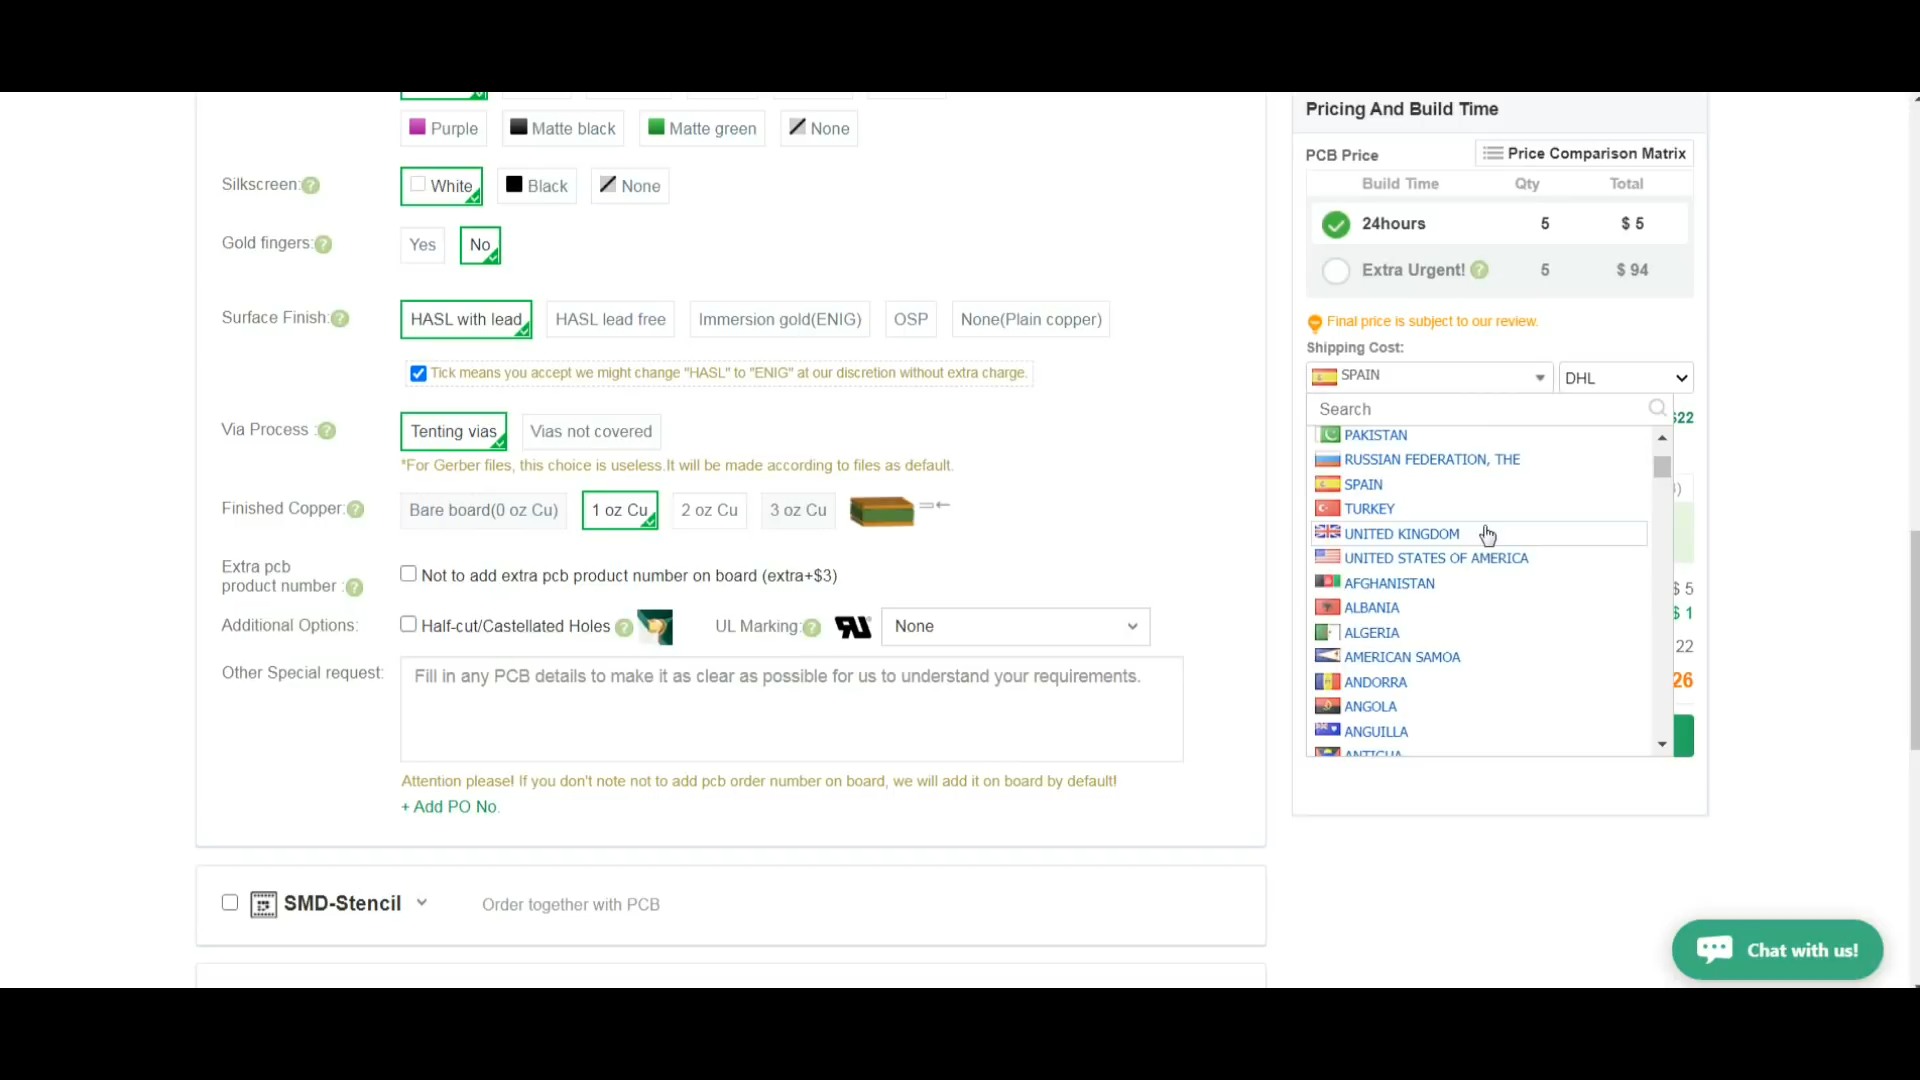 Purple
Matte black
Matte green
None
Silkscreen:
White
Black
None
Gold fingers:
Yes
No
Surface Finish:
HASL with lead
HASL lead free
Immersion gold(ENIG)
OSP
None(Plain copper)
Tick means you accept we might change "HASL" to "ENIG" at our discretion without extra charge.
Via Process :
Tenting vias
Vias not covered
*For Gerber files, this choice is useless.It will be made according to files as default.
Finished Copper:
Bare board(0 oz Cu)
1 oz Cu
2 oz Cu
3 oz Cu
Extra pcb
product number :
Not to add extra pcb product number on board (extra+$3)
Additional Options:
Half-cut/Castellated Holes
UL Marking:
None
Other Special request:
Fill in any PCB details to make it as clear as possible for us to understand your requirements.
Attention please! If you don't note not to add pcb order number on board, we will add it on board by default!
+ Add PO No.
SMD-Stencil
Order together with PCB
Pricing And Build Time
PCB Price
Price Comparison Matrix
Build Time Qty Total
24hours 5 $ 5
Extra Urgent! 5 $ 94
Final price is subject to our review.
Shipping Cost:
SPAIN
DHL
Search
$22
PAKISTAN
RUSSIAN FEDERATION, THE
SPAIN
TURKEY
UNITED KINGDOM
UNITED STATES OF AMERICA
AFGHANISTAN
$ 5
ALBANIA
$ 1
ALGERIA
22
AMERICAN SAMOA
ANDORRA
26
ANGOLA
ANGUILLA
ANTIGUA
Chat with us!